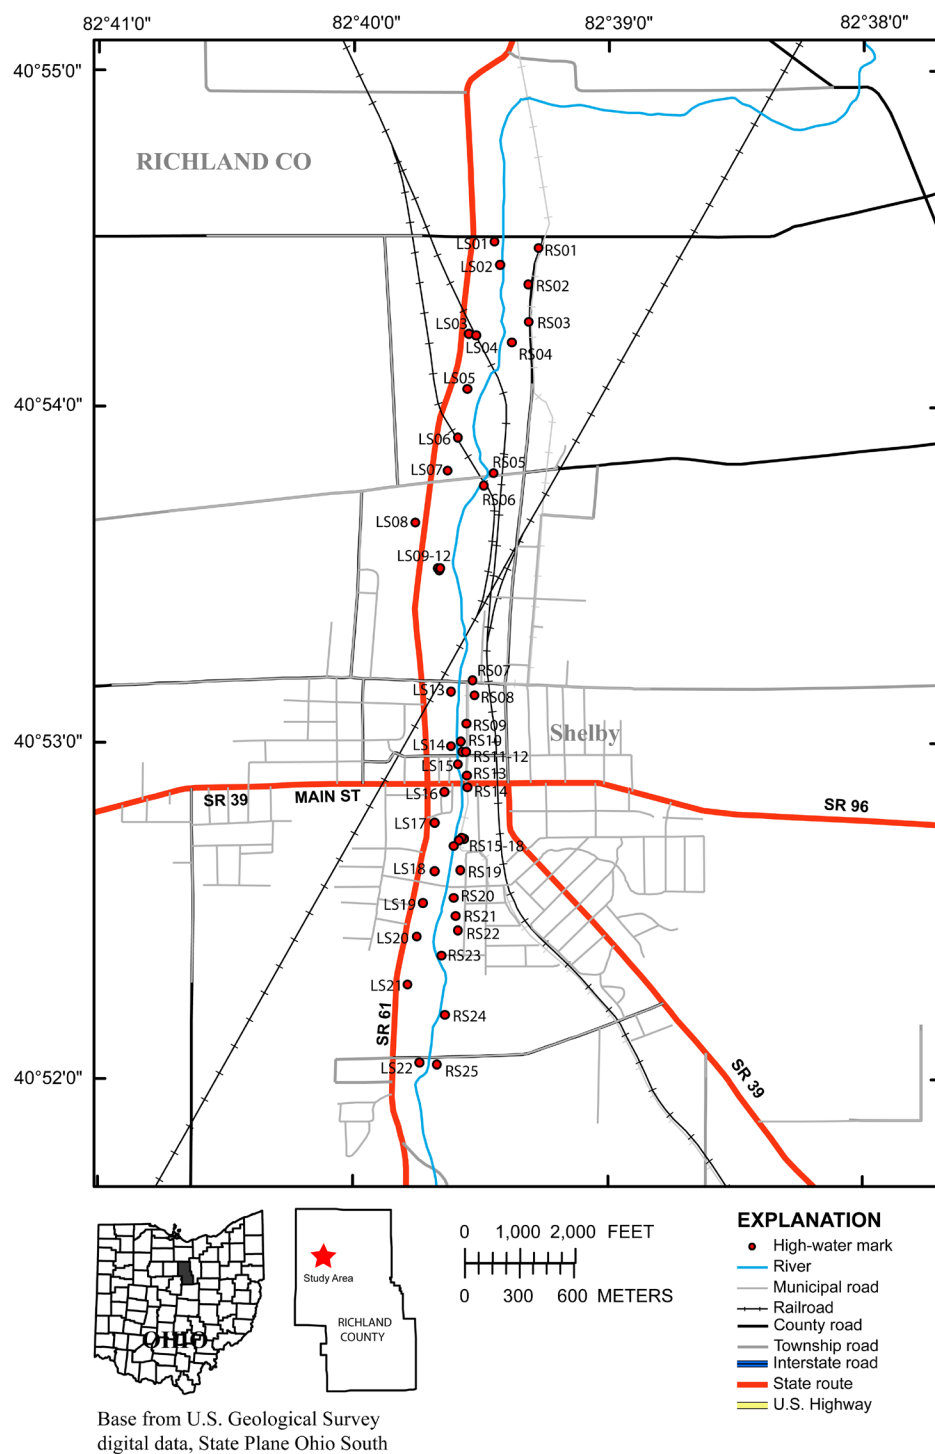 82°41'0"
82°40'0"
82°39'0"
82°38'0"
40°55'0"
RICHLAND CO
LS01
RS01
LS02
RS02
LS03
RS03
LS04
RS04
LS05
40°54'0"
LS06
LS07
RS05
RS06
LS08
LS09-12
RS07
LS13
RS08
RS09
Shelby
40°53'0"
LS14
RS10
RS11-12
LS15
RS13
LS16
RS14
SR 39
MAIN ST
SR 96
LS17
RS15-18
LS18
RS19
LS19
RS20
RS21
LS20
RS22
RS23
LS21
SR 61
RS24
40°52'0"
LS22
RS25
SR 39
OHIO
Study Area
RICHLAND
COUNTY
0 1,000 2,000 FEET
0 300 600 METERS
EXPLANATION
High-water mark
River
Municipal road
Railroad
County road
Township road
Interstate road
State route
U.S. Highway
Base from U.S. Geological Survey
digital data, State Plane Ohio South